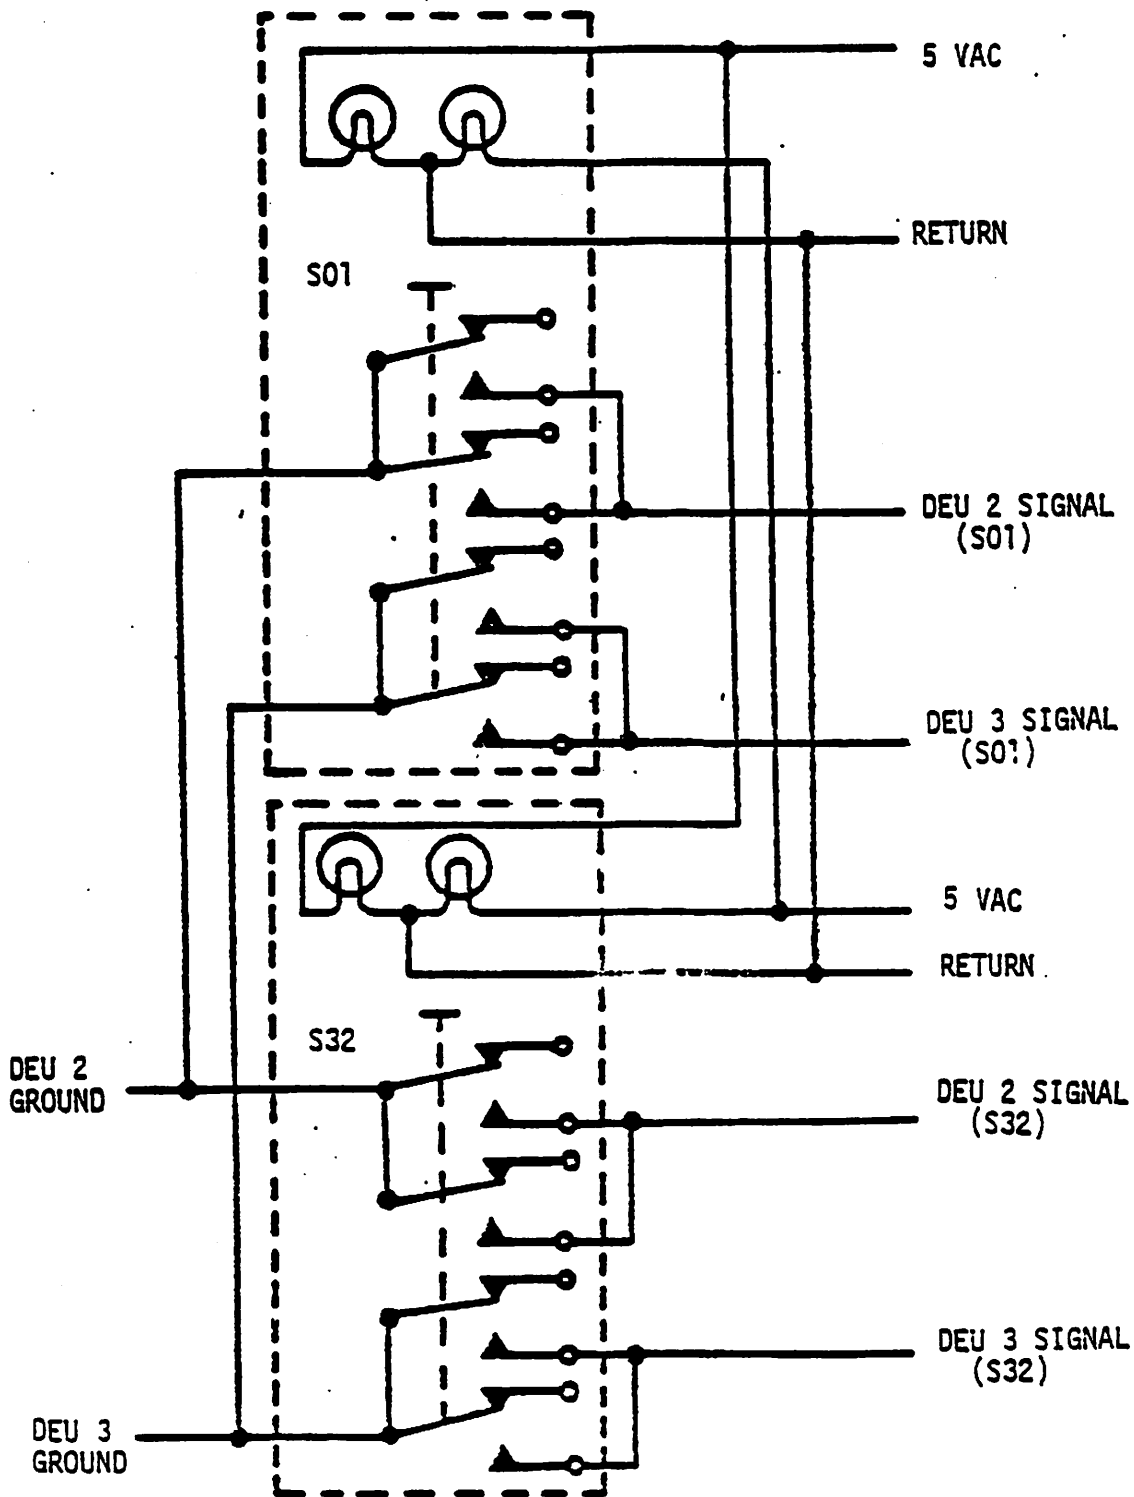 5 VAC
RETURN
S01
DEU 2 SIGNAL
(S01)
DEU 3 SIGNAL
(S01)
5 VAC
RETURN
S32
DEU 2
GROUND
DEU 2 SIGNAL
(S32)
DEU 3 SIGNAL
(S32)
DEU 3
GROUND